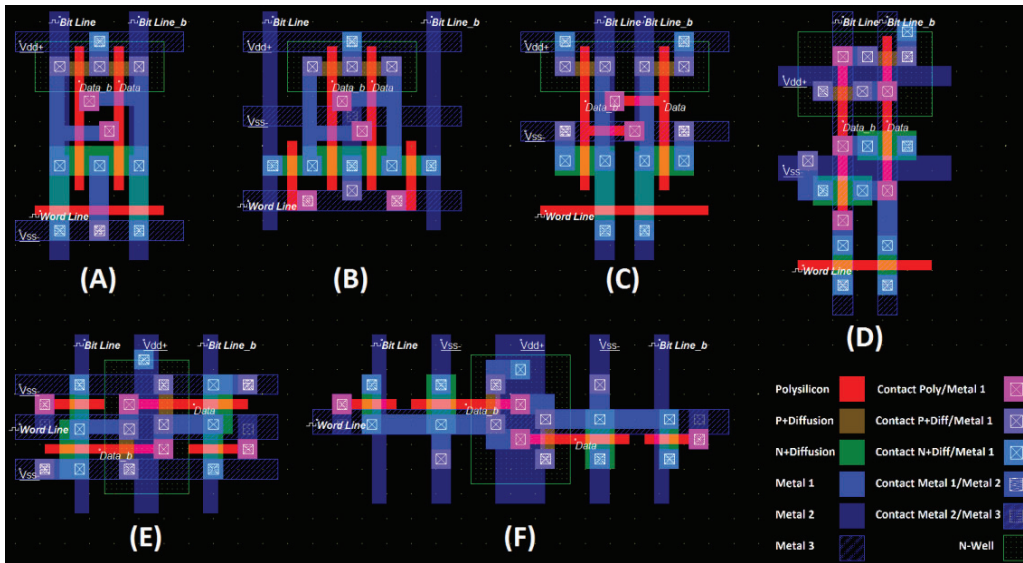 Bit Line Bit Line_b
Vdd+
Data_b Data
Word Line
Vss-
(A)
Bit Line Bit Line_b
Vdd+
Data_b Data
Vss-
Word Line
(B)
Bit Line Bit Line_b
Vdd+
Data_b Data
Vss-
Word Line
(C)
Bit Line Bit Line_b
Vdd+
Data_b Data
Vss-
Word Line
(D)
Bit Line Vdd+ Bit Line_b
Vss-
Data
Word Line
Data_b
Vss-
(E)
Bit Line Vss- Vdd+ Vss- Bit Line_b
Data_b
Word Line
Data
(F)
Polysilicon Contact Poly/Metal 1
P+Diffusion Contact P+Diff/Metal 1
N+Diffusion Contact N+Diff/Metal 1
Metal 1 Contact Metal 1/Metal 2
Metal 2 Contact Metal 2/Metal 3
Metal 3 N-Well